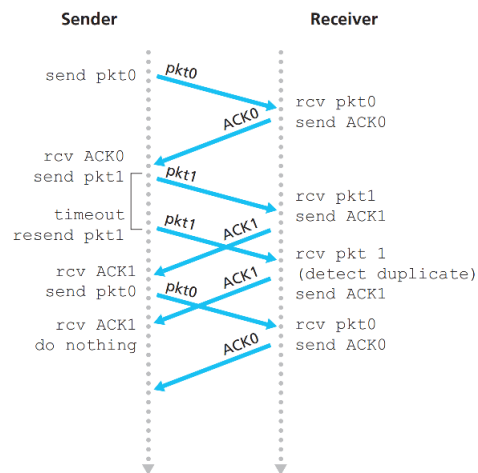 Sender
Receiver
send pkt0
pkt0
rcv pkt0
send ACK0
ACK0
rcv ACK0
send pkt1
pkt1
rcv pkt1
send ACK1
ACK1
timeout
resend pkt1
pkt1
rcv pkt 1
(detect duplicate)
send ACK1
ACK1
rcv ACK1
send pkt0
pkt0
rcv pkt0
send ACK0
ACK0
rcv ACK1
do nothing